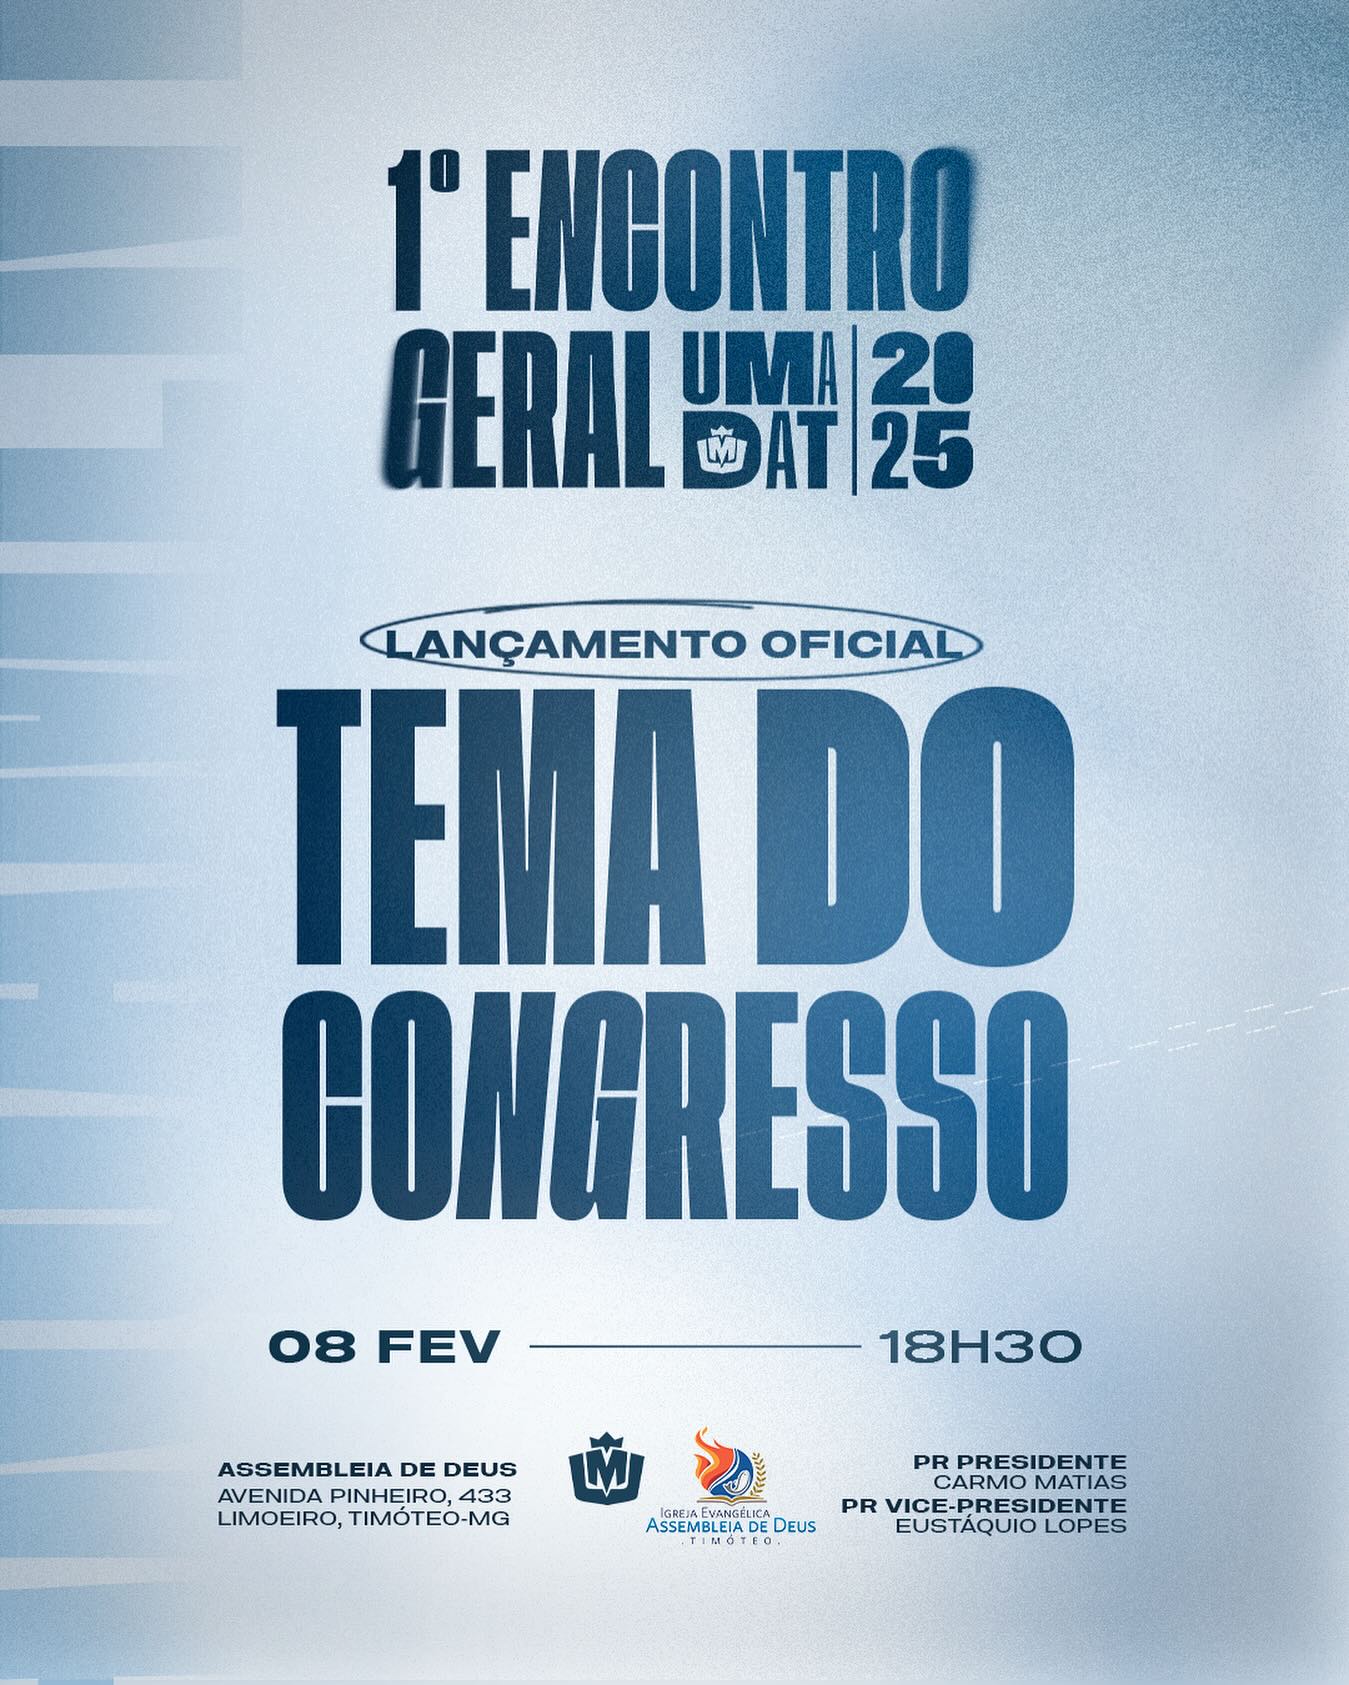 1º ENCONTRO
GERAL UMADAT 2025
LANÇAMENTO OFICIAL
TEMA DO
CONGRESSO
08 FEV 18H30
ASSEMBLEIA DE DEUS
AVENIDA PINHEIRO, 433
LIMOEIRO, TIMÓTEO-MG
IGREJA EVANGÉLICA
ASSEMBLEIA DE DEUS
.TIMÓTEO.
PR PRESIDENTE
CARMO MATIAS
PR VICE-PRESIDENTE
EUSTÁQUIO LOPES